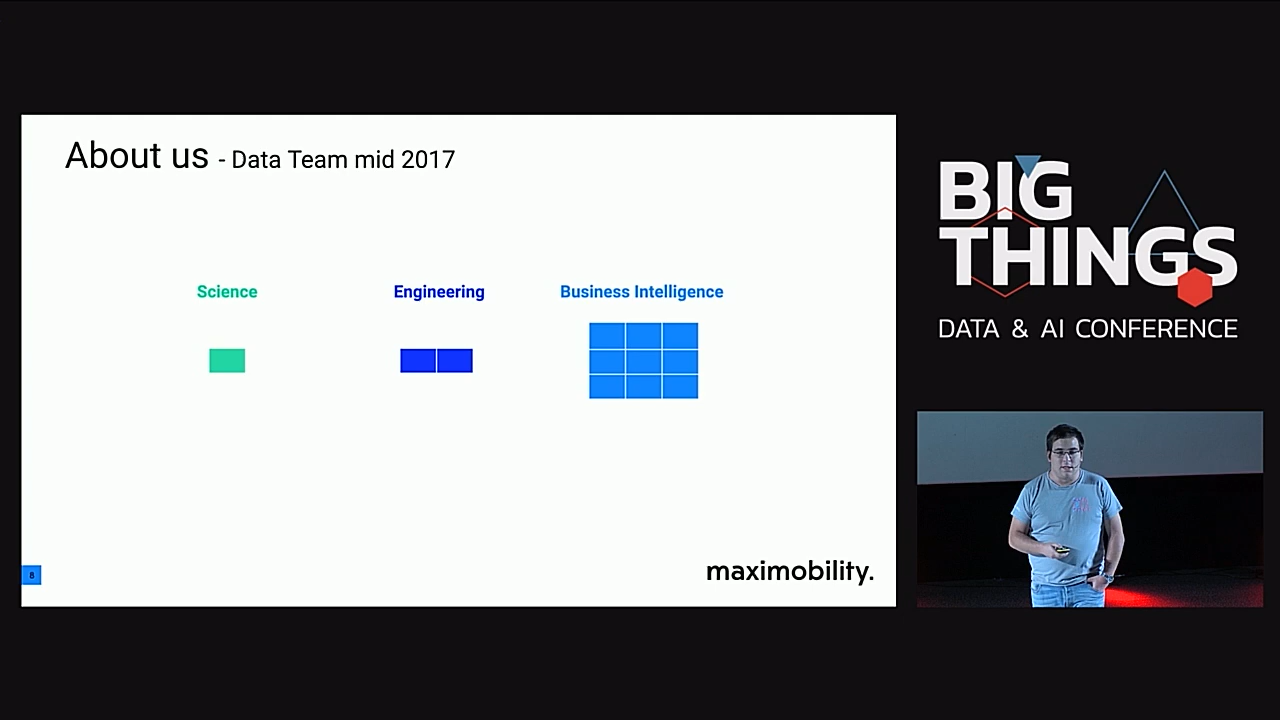 About us - Data Team mid 2017
Science
Engineering
Business Intelligence
8
maximobility.
BIG
THINGS
DATA & AI CONFERENCE